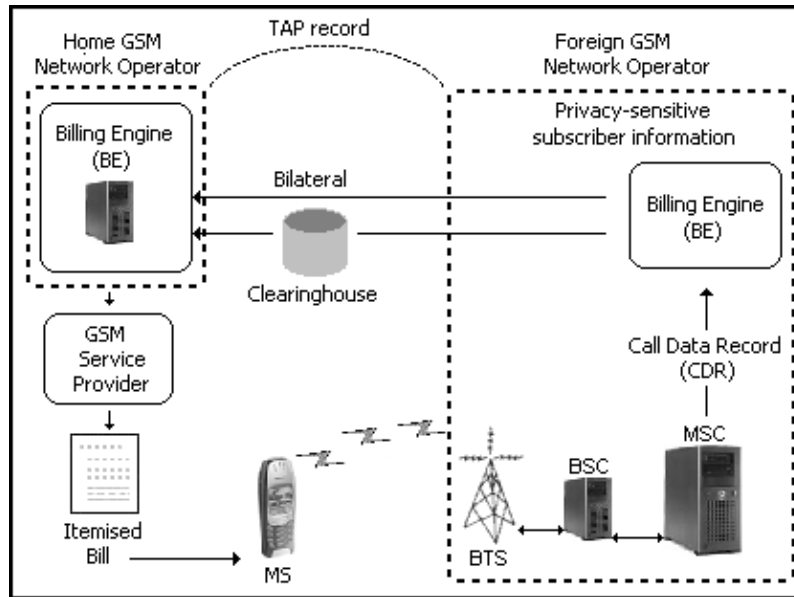 Home GSM
Network Operator
TAP record
Foreign GSM
Network Operator
Billing Engine
(BE)
Privacy-sensitive
subscriber information
Bilateral
Billing Engine
(BE)
Clearinghouse
GSM
Service
Provider
Call Data Record
(CDR)
MSC
BSC
BTS
MS
Itemised
Bill